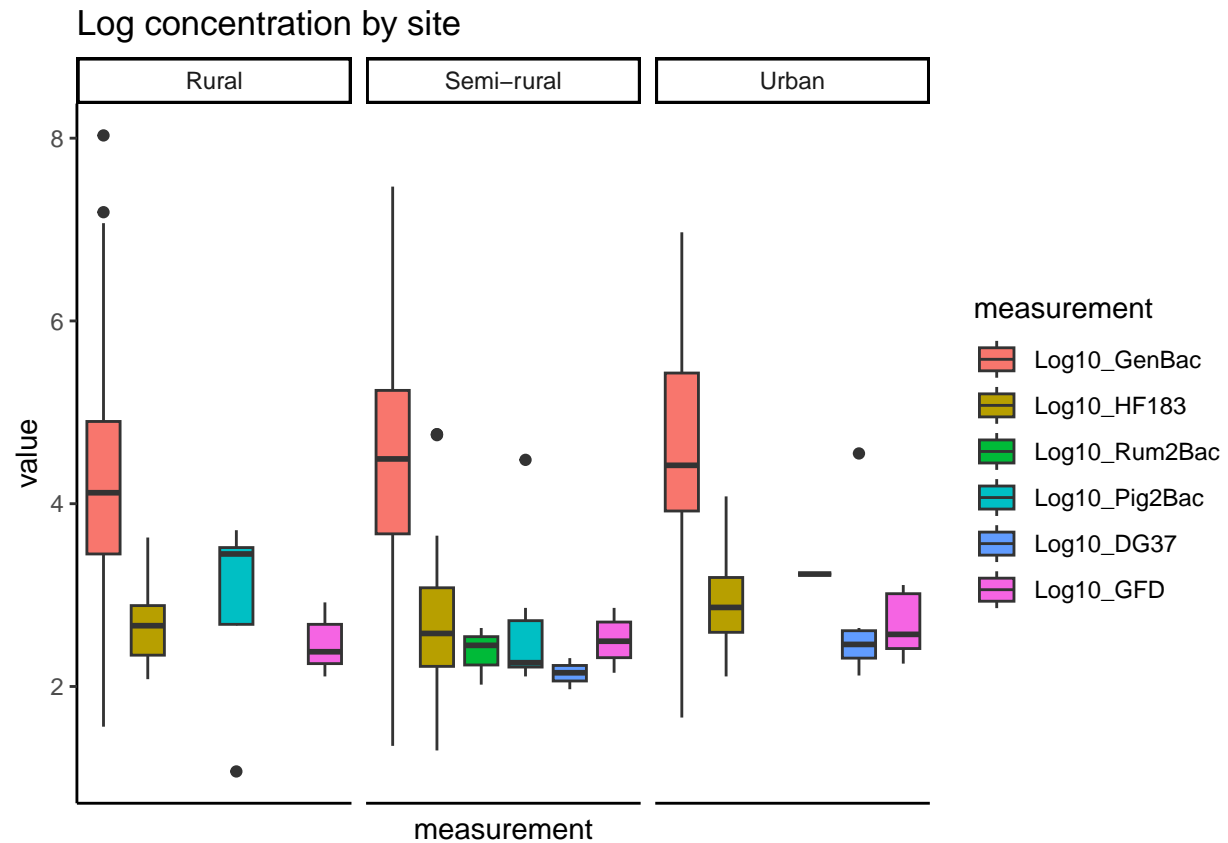 Log concentration by site
Rural
Semi−rural
Urban
8
6
4
2
value
measurement
measurement
Log10_GenBac
Log10_HF183
Log10_Rum2Bac
Log10_Pig2Bac
Log10_DG37
Log10_GFD